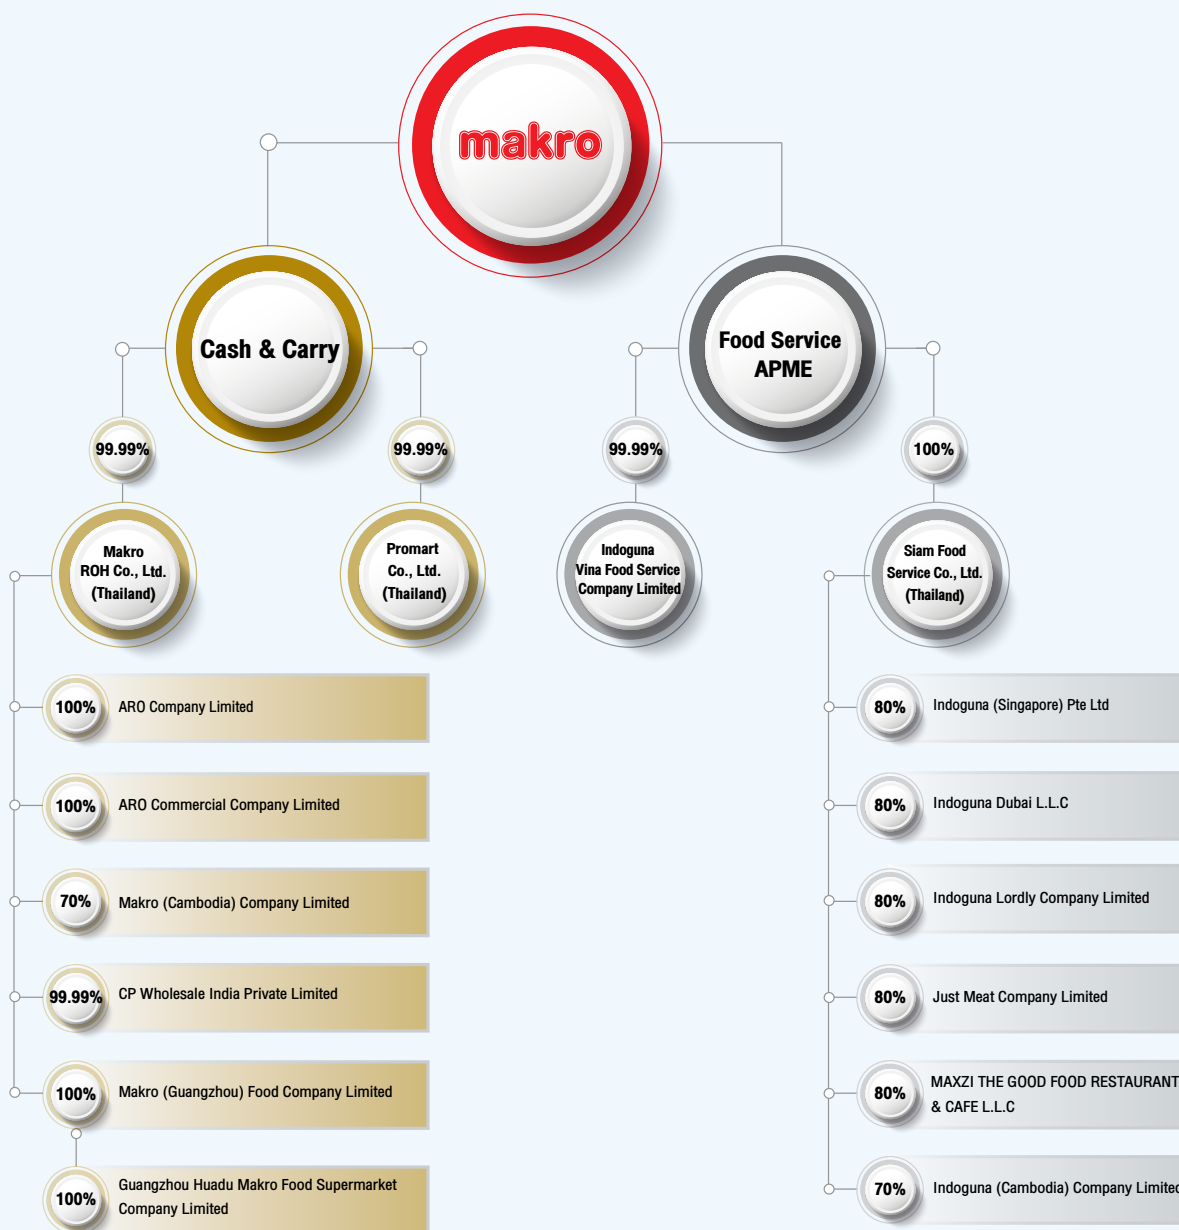 makro
Cash & Carry
Food Service
APME
99.99%
99.99%
99.99%
100%
Makro
ROH Co., Ltd.
(Thailand)
Promart
Co., Ltd.
(Thailand)
Indoguna
Vina Food Service
Company Limited
Siam Food
Service Co., Ltd.
(Thailand)
100%
ARO Company Limited
100%
ARO Commercial Company Limited
70%
Makro (Cambodia) Company Limited
99.99%
CP Wholesale India Private Limited
100%
Makro (Guangzhou) Food Company Limited
100%
Guangzhou Huadu Makro Food Supermarket
Company Limited
80%
Indoguna (Singapore) Pte Ltd
80%
Indoguna Dubai L.L.C
80%
Indoguna Lordly Company Limited
80%
Just Meat Company Limited
80%
MAXZI THE GOOD FOOD RESTAURANT
& CAFE L.L.C
70%
Indoguna (Cambodia) Company Limited